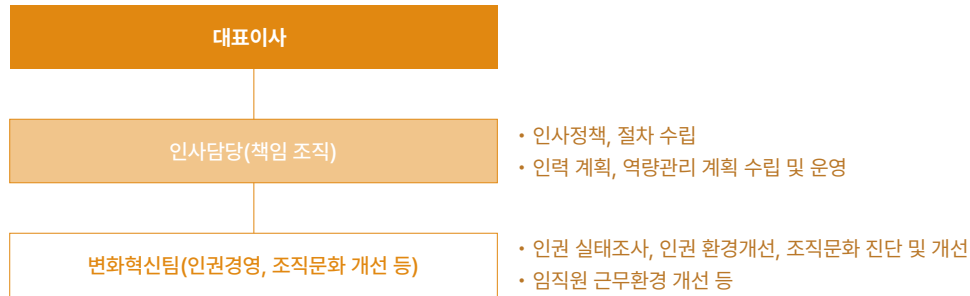 대표이사
인사담당(책임 조직)
• 인사정책, 절차 수립
• 인력 계획, 역량관리 계획 수립 및 운영
변화혁신팀(인권경영, 조직문화 개선 등)
• 인권 실태조사, 인권 환경개선, 조직문화 진단 및 개선
• 임직원 근무환경 개선 등